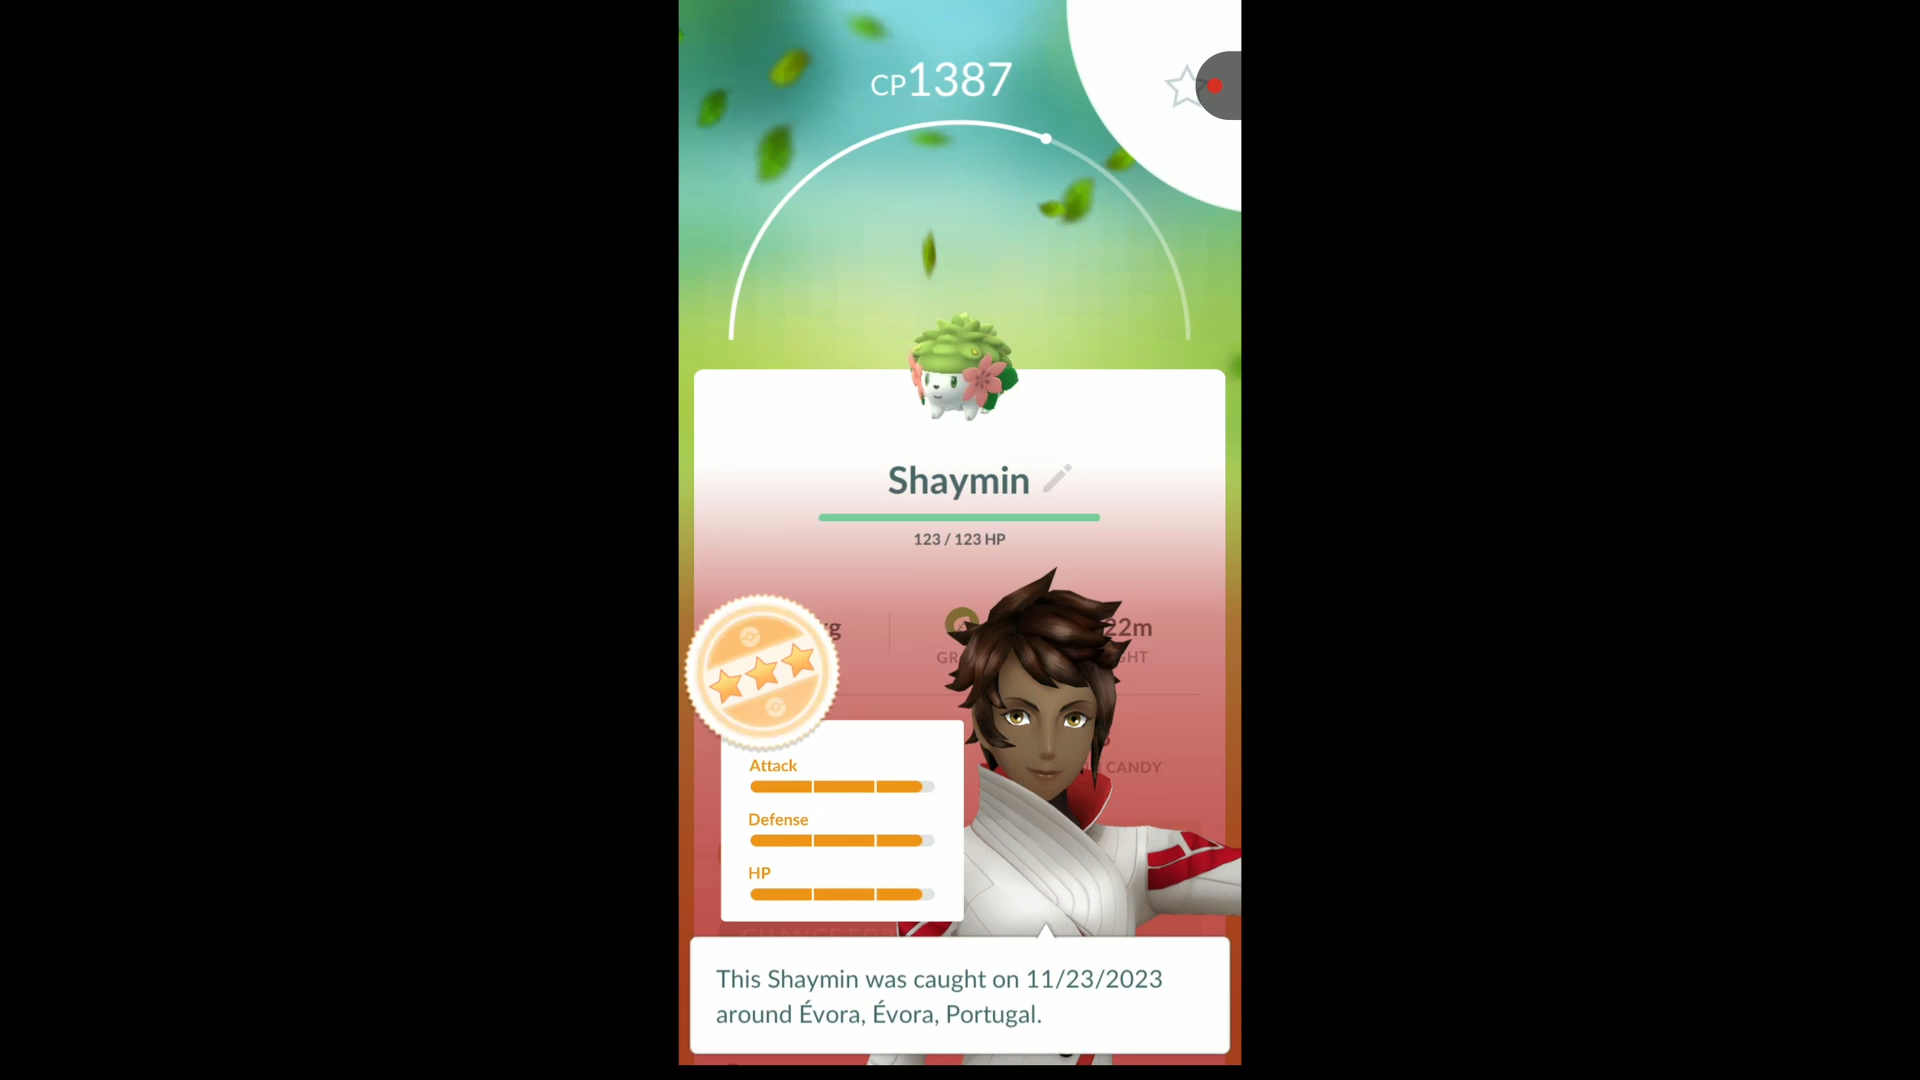 CP1387
Shaymin
123 / 123 HP
22m
CANDY
Attack
Defense
HP
This Shaymin was caught on 11/23/2023
around Évora, Évora, Portugal.